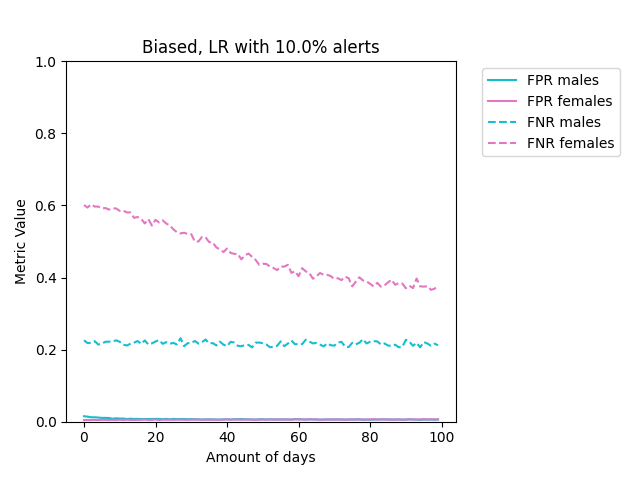 Biased, LR with 10.0% alerts
1.0
0.8
0.6
0.4
0.2
0.0
Metric Value
0 20 40 60 80 100
Amount of days
FPR males
FPR females
FNR males
FNR females